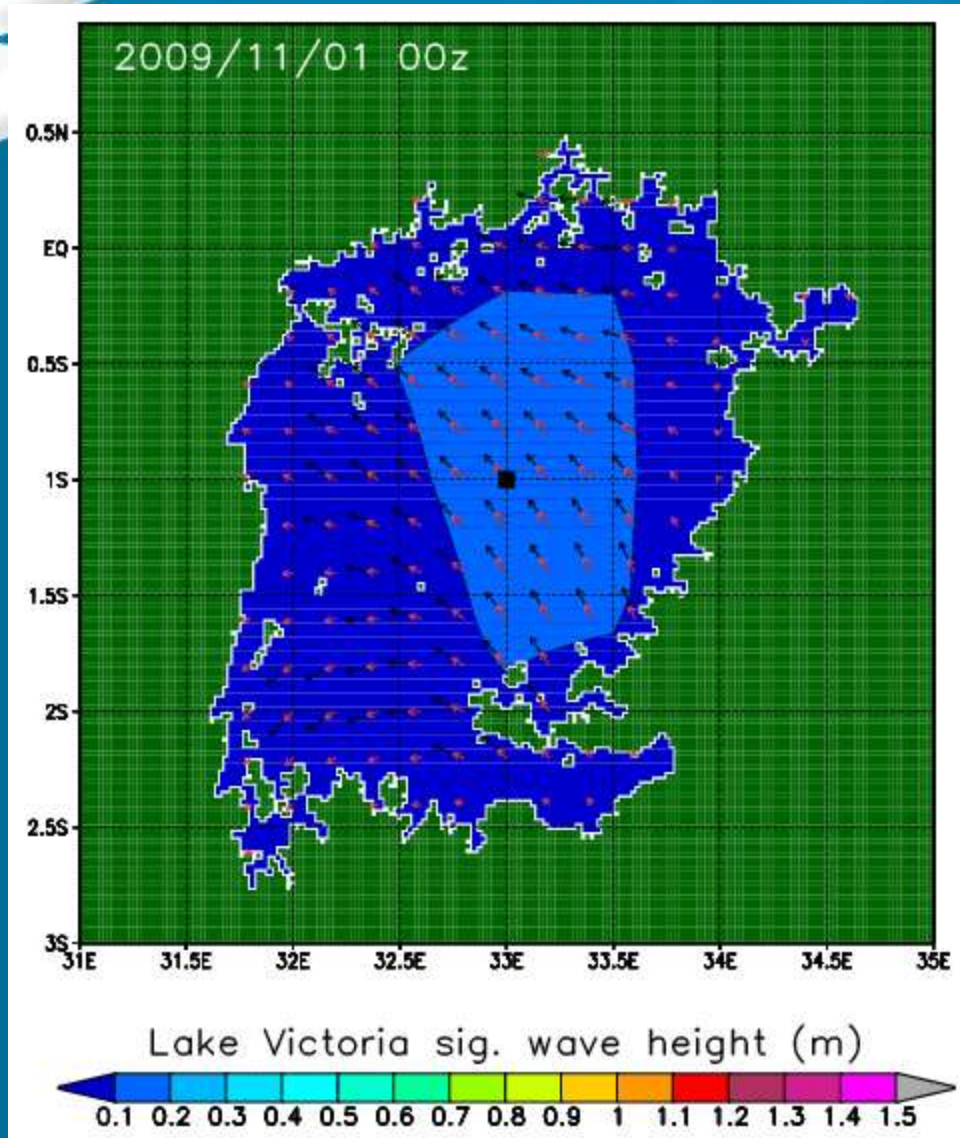 2009/11/01 00z
0.5N
EQ
0.5S
1S
1.5S
2S
2.5S
3S
31E 31.5E 32E 32.5E 33E 33.5E 34E 34.5E 35E
Lake Victoria sig. wave height (m)
0.1 0.2 0.3 0.4 0.5 0.6 0.7 0.8 0.9 1 1.1 1.2 1.3 1.4 1.5